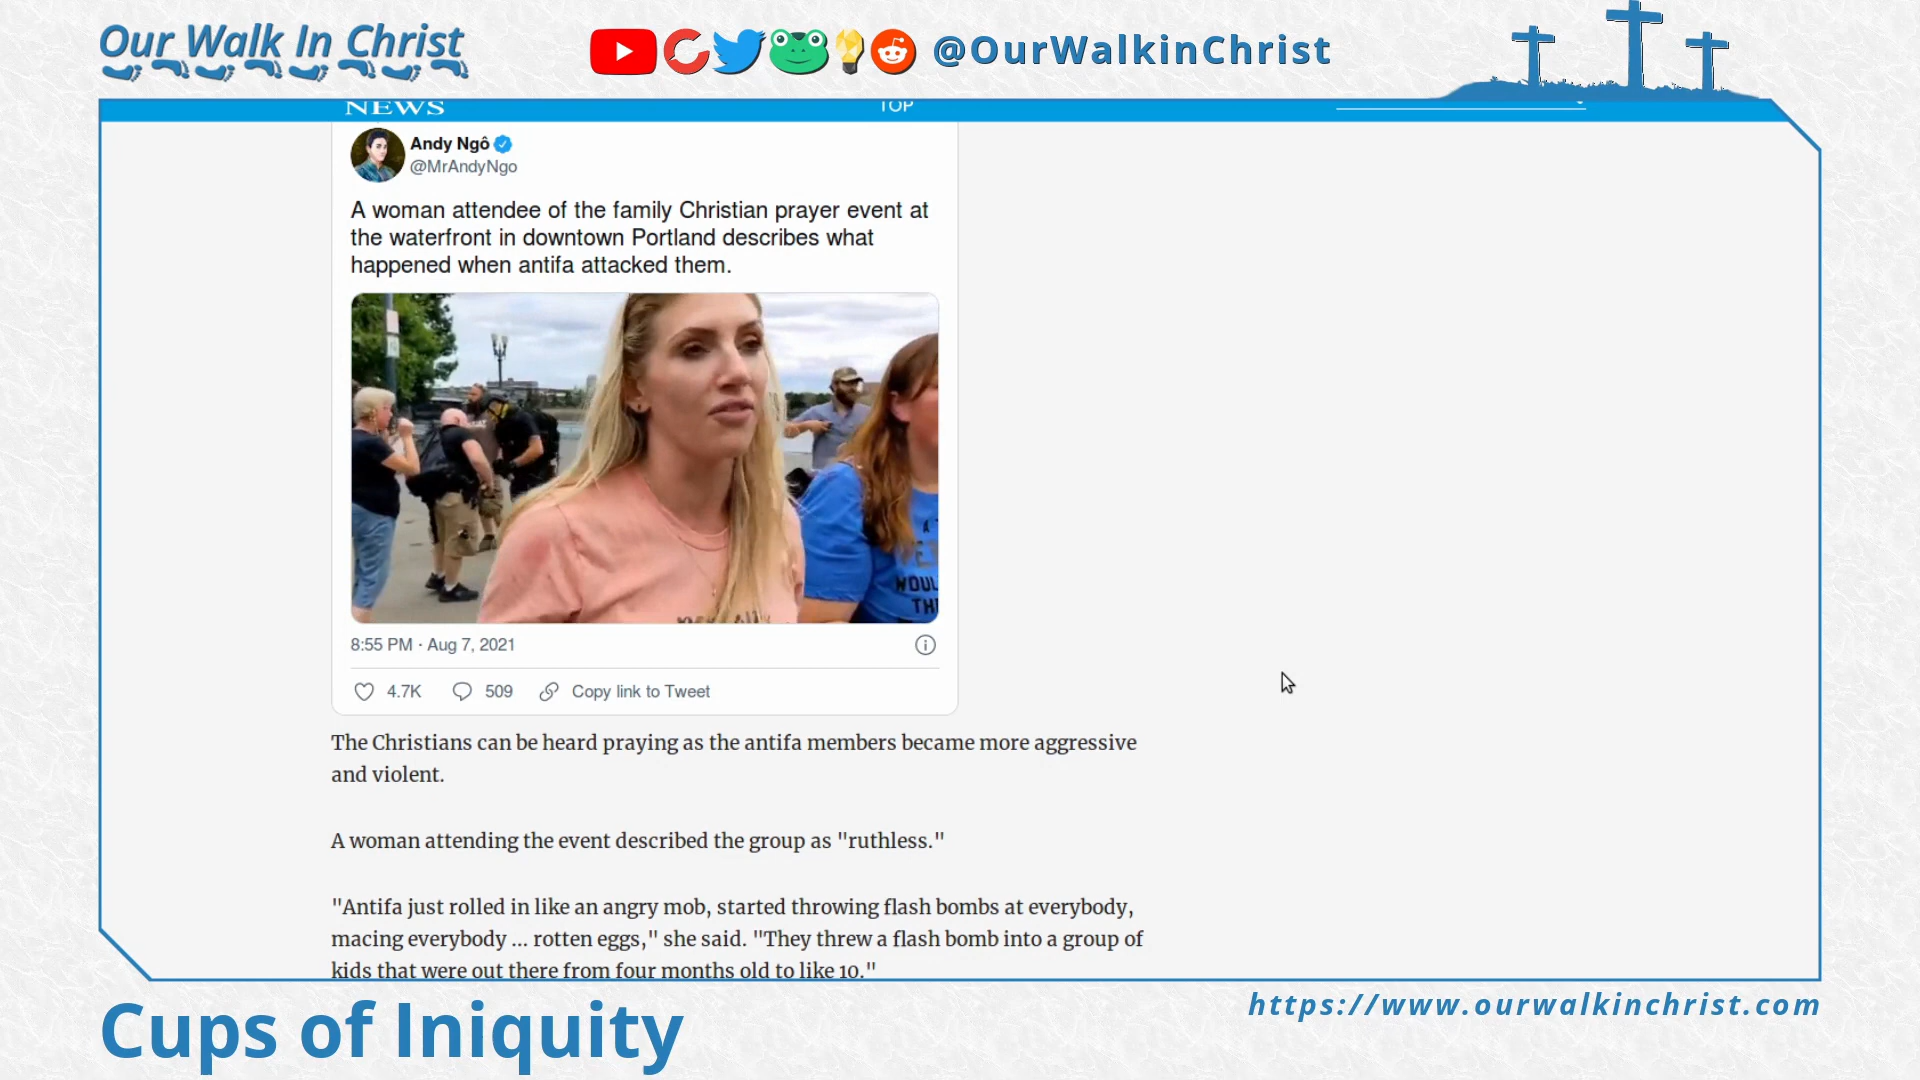 Our Walk In Christ
@OurWalkinChrist
NEWS
TOP
Andy Ngô
@MrAndyNgo
A woman attendee of the family Christian prayer event at
the waterfront in downtown Portland describes what
happened when antifa attacked them.
WOUL
8:55 PM · Aug 7, 2021
4.7K
509
Copy link to Tweet
The Christians can be heard praying as the antifa members became more aggressive
and violent.
A woman attending the event described the group as "ruthless."
"Antifa just rolled in like an angry mob, started throwing flash bombs at everybody,
macing everybody ... rotten eggs," she said. "They threw a flash bomb into a group of
kids that were out there from four months old to like 10."
Cups of Iniquity
https://www.ourwalkinchrist.com